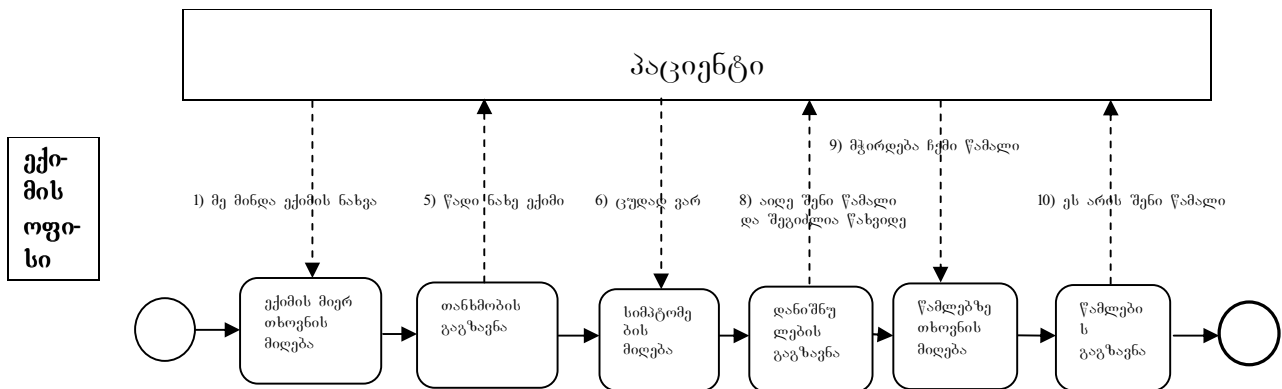 პაციენტი
ექი-
მის
ოფი-
სი
9) მჭირდება ჩემი წამალი
1) მე მინდა ექიმის ნახვა
5) წადი ნახე ექიმი
6) ცუდად ვარ
8) აიღე შენი წამალი
და შეგიძლია წახვიდე
10) ეს არის შენი წამალი
ექიმის მიერ
თხოვნის
მიღება
თანხმობის
გაგზავნა
სიმპტომე
ბის
მიღება
დანიშნუ
ლების
გაგზავნა
წამლებზე
თხოვნის
მიღება
წამლები
ს
გაგზავნა